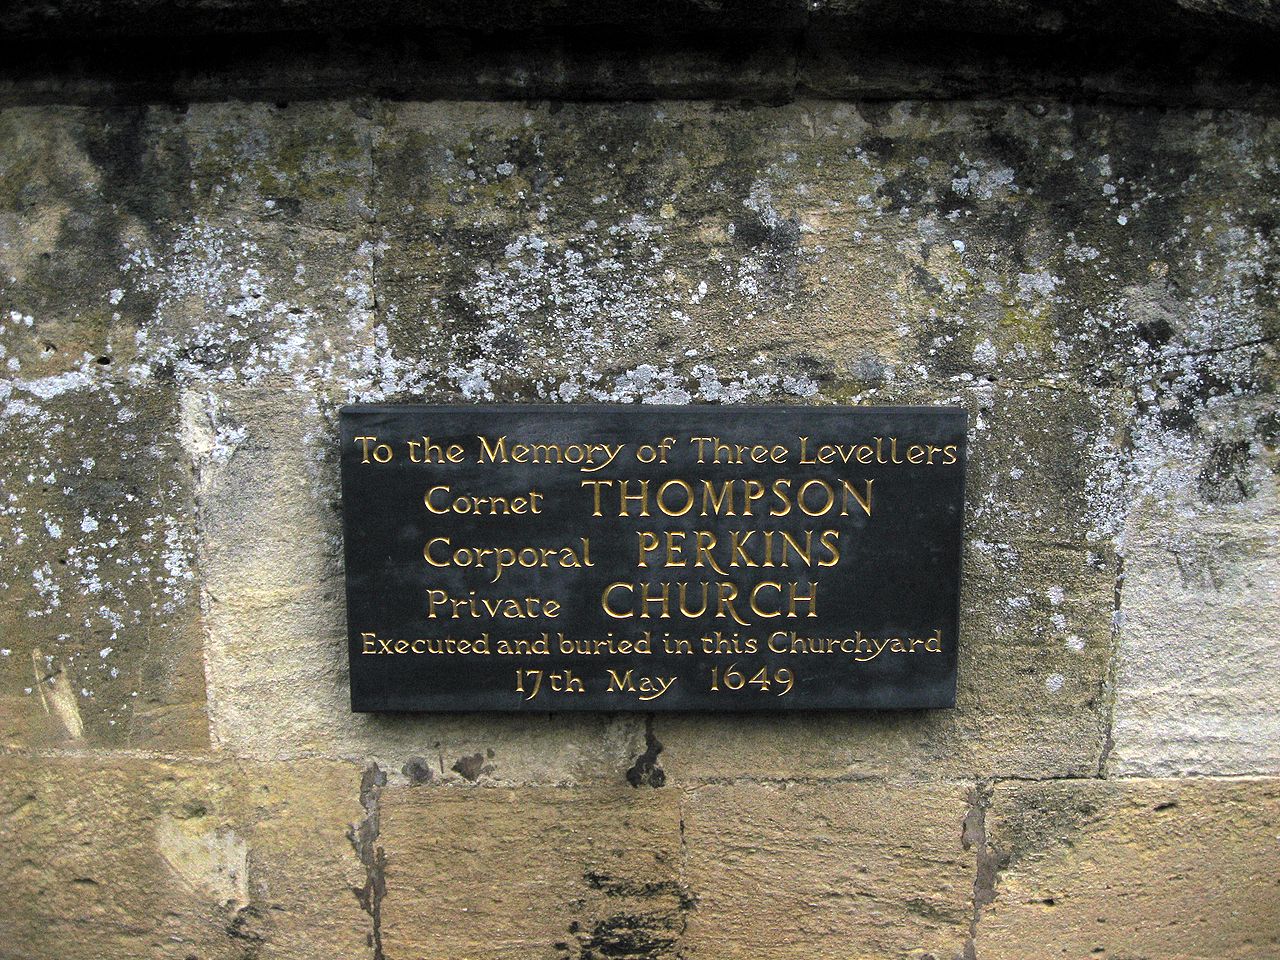 To the Memory of Three Levellers
Cornet THOMPSON
Corporal PERKINS
Private CHURCH
Executed and buried in this Churchyard
17th May 1649